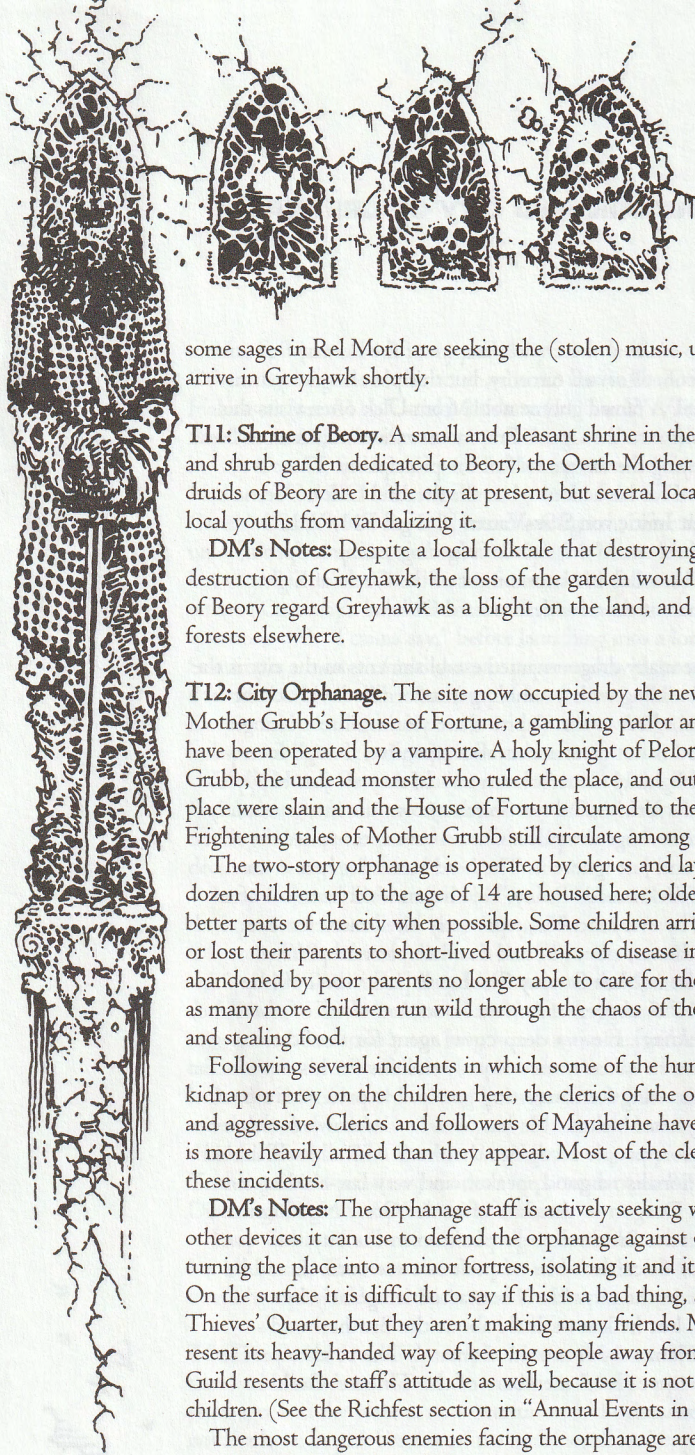 some sages in Rel Mord are seeking the (stolen) music,
arrive in Greyhawk shortly.
T11: Shrine of Beory. A small and pleasant shrine in the
and shrub garden dedicated to Beory, the Oerth Mother
druids of Beory are in the city at present, but several
local youths from vandalizing it.
DM's Notes: Despite a local folktale that destroying
destruction of Greyhawk, the loss of the garden would
of Beory regard Greyhawk as a blight on the land, and
forests elsewhere.
T12: City Orphanage. The site now occupied by the
Mother Grubb's House of Fortune, a gambling parlor
have been operated by a vampire. A holy knight of Pelor
Grubb, the undead monster who ruled the place, and
place were slain and the House of Fortune burned to the
Frightening tales of Mother Grubb still circulate among
The two-story orphanage is operated by clerics and
dozen children up to the age of 14 are housed here;
better parts of the city when possible. Some children
or lost their parents to short-lived outbreaks of disease
abandoned by poor parents no longer able to care for
as many more children run wild through the chaos of
and stealing food.
Following several incidents in which some of the
kidnap or prey on the children here, the clerics of the
and aggressive. Clerics and followers of Mayaheine have
is more heavily armed than they appear. Most of the
these incidents.
DM's Notes: The orphanage staff is actively seeking
other devices it can use to defend the orphanage against
turning the place into a minor fortress, isolating it and
On the surface it is difficult to say if this is a bad thing,
Thieves' Quarter, but they aren't making many friends.
resent its heavy-handed way of keeping people away
Guild resents the staff's attitude as well, because it is not
children. (See the Richfest section in "Annual Events in
The most dangerous enemies facing the orphanage are